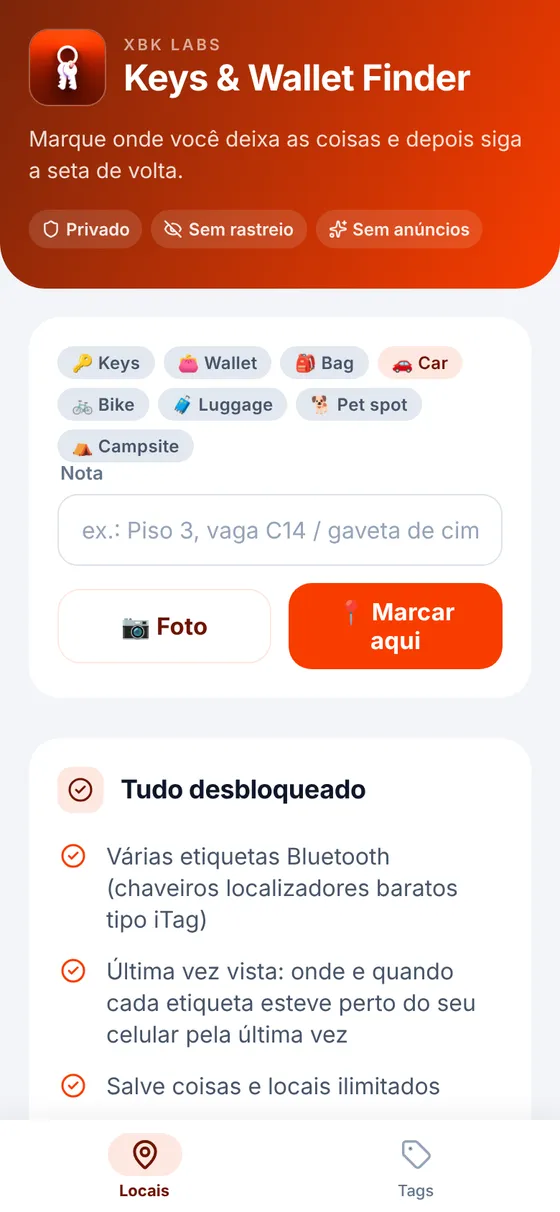 XBK LABS
Keys & Wallet Finder
Marque onde você deixa as coisas e depois siga
a seta de volta.
Privado
Sem rastreio
Sem anúncios
Keys
Wallet
Bag
Car
Bike
Luggage
Pet spot
Campsite
Nota
ex.: Piso 3, vaga C14 / gaveta de cim
Foto
Marcar
aqui
Tudo desbloqueado
Várias etiquetas Bluetooth
(chaveiros localizadores baratos
tipo iTag)
Última vez vista: onde e quando
cada etiqueta esteve perto do seu
celular pela última vez
Salve coisas e locais ilimitados
Locais
Tags